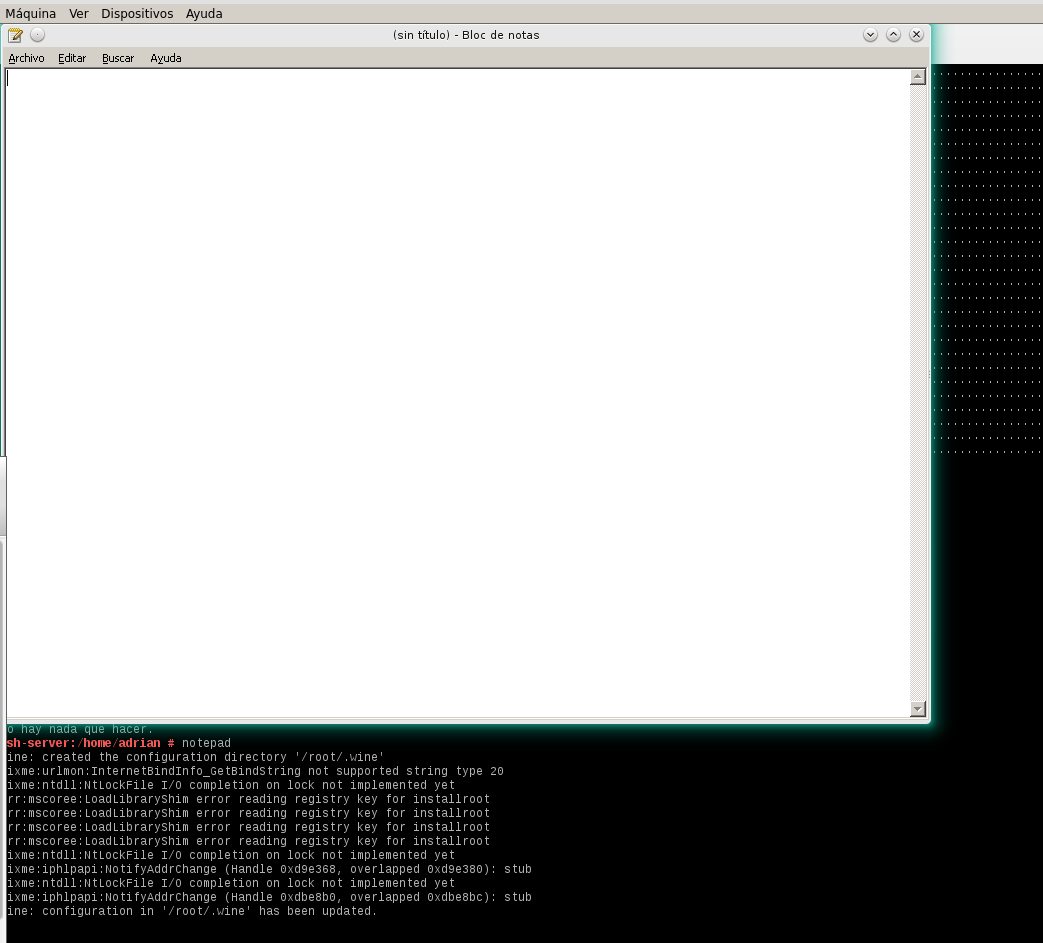 Máquina Ver Dispositivos Ayuda
(sin título) - Bloc de notas
Archivo Editar Buscar Ayuda
o hay nada que hacer.
sh-server:/home/adrian # notepad
ine: created the configuration directory '/root/.wine'
ixme:urlmon:InternetBindInfo_GetBindString not supported string type 20
ixme:ntdll:NtLockFile I/O completion on lock not implemented yet
rr:mscoree:LoadLibraryShim error reading registry key for installroot
rr:mscoree:LoadLibraryShim error reading registry key for installroot
rr:mscoree:LoadLibraryShim error reading registry key for installroot
rr:mscoree:LoadLibraryShim error reading registry key for installroot
ixme:ntdll:NtLockFile I/O completion on lock not implemented yet
ixme:iphlpapi:NotifyAddrChange (Handle 0xd9e368, overlapped 0xd9e380): stub
ixme:ntdll:NtLockFile I/O completion on lock not implemented yet
ixme:iphlpapi:NotifyAddrChange (Handle 0xdbe8b0, overlapped 0xdbe8bc): stub
ine: configuration in '/root/.wine' has been updated.